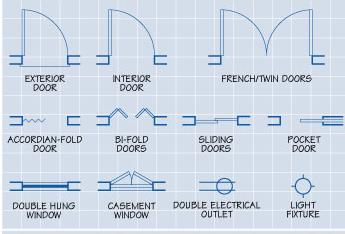 EXTERIOR DOOR
INTERIOR DOOR
FRENCH/TWIN DOORS
ACCORDIAN-FOLD DOOR
BI-FOLD DOORS
SLIDING DOORS
POCKET DOOR
DOUBLE HUNG WINDOW
CASEMENT WINDOW
DOUBLE ELECTRICAL OUTLET
LIGHT FIXTURE